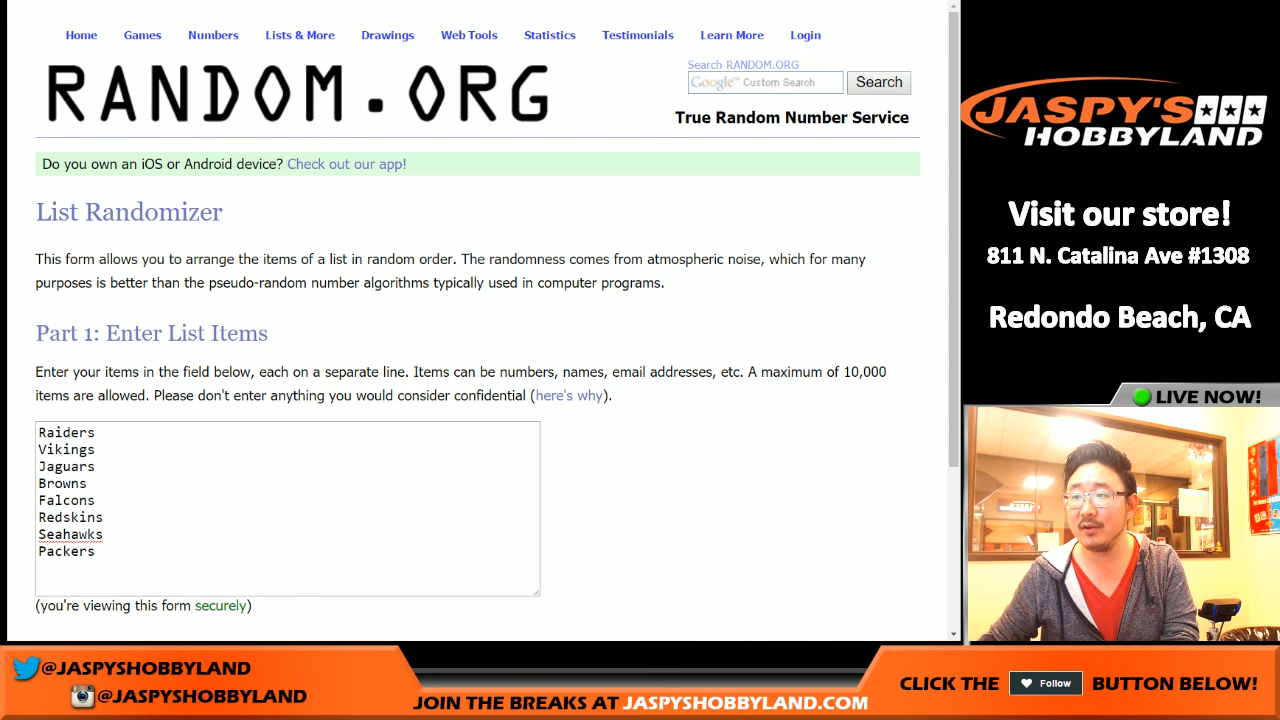 Home Games Numbers Lists & More Drawings Web Tools Statistics Testimonials Learn More Login
RANDOM.ORG
Search RANDOM.ORG
Google™ Custom Search Search
True Random Number Service
Do you own an iOS or Android device? Check out our app!
List Randomizer
This form allows you to arrange the items of a list in random order. The randomness comes from atmospheric noise, which for many
purposes is better than the pseudo-random number algorithms typically used in computer programs.
Part 1: Enter List Items
Enter your items in the field below, each on a separate line. Items can be numbers, names, email addresses, etc. A maximum of 10,000
items are allowed. Please don't enter anything you would consider confidential (here's why).
Raiders
Vikings
Jaguars
Browns
Falcons
Redskins
Seahawks
Packers
(you're viewing this form securely)
JASPY'S
HOBBYLAND
Visit our store!
811 N. Catalina Ave #1308
Redondo Beach, CA
LIVE NOW!
@JASPYSHOBBYLAND
@JASPYSHOBBYLAND
JOIN THE BREAKS AT JASPYSHOBBYLAND.COM
CLICK THE Follow BUTTON BELOW!